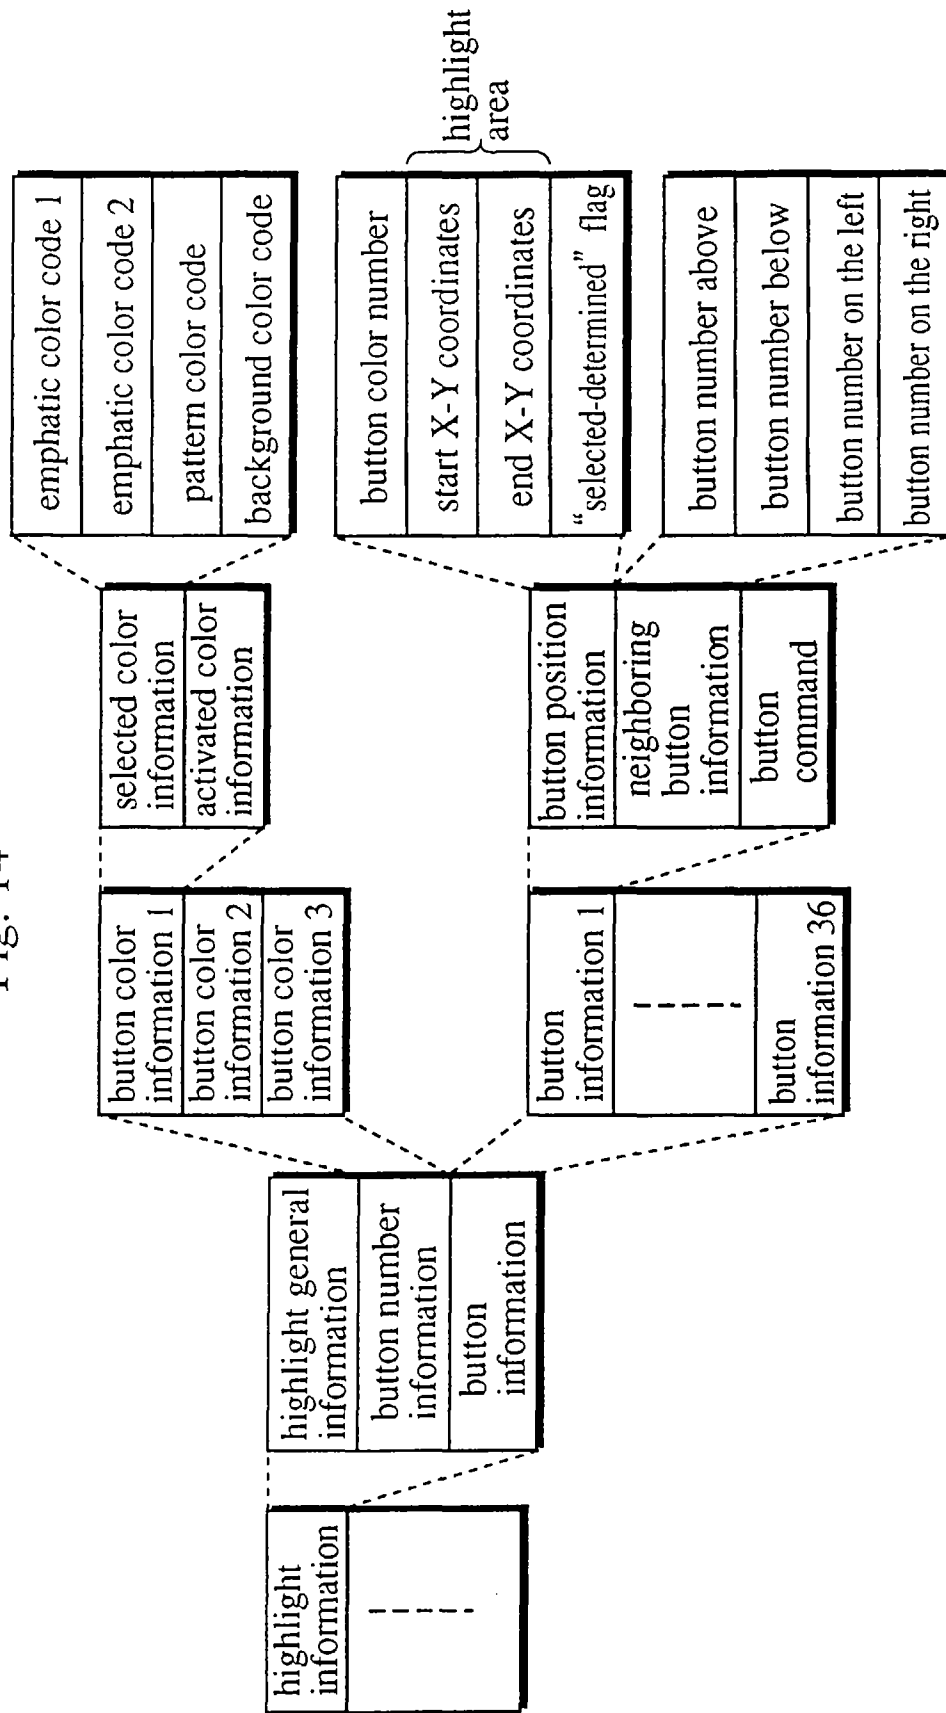 Fig. 14
highlight
information
highlight general
information
button number
information
button
information
button color
information 1
button color
information 2
button color
information 3
button
information 1
button
information 36
selected color
information
activated color
information
button position
information
neighboring
button
information
button
command
emphatic color code 1
emphatic color code 2
pattern color code
background color code
button color number
start X-Y coordinates
end X-Y coordinates
“selected-determined” flag
highlight
area
button number above
button number below
button number on the left
button number on the right